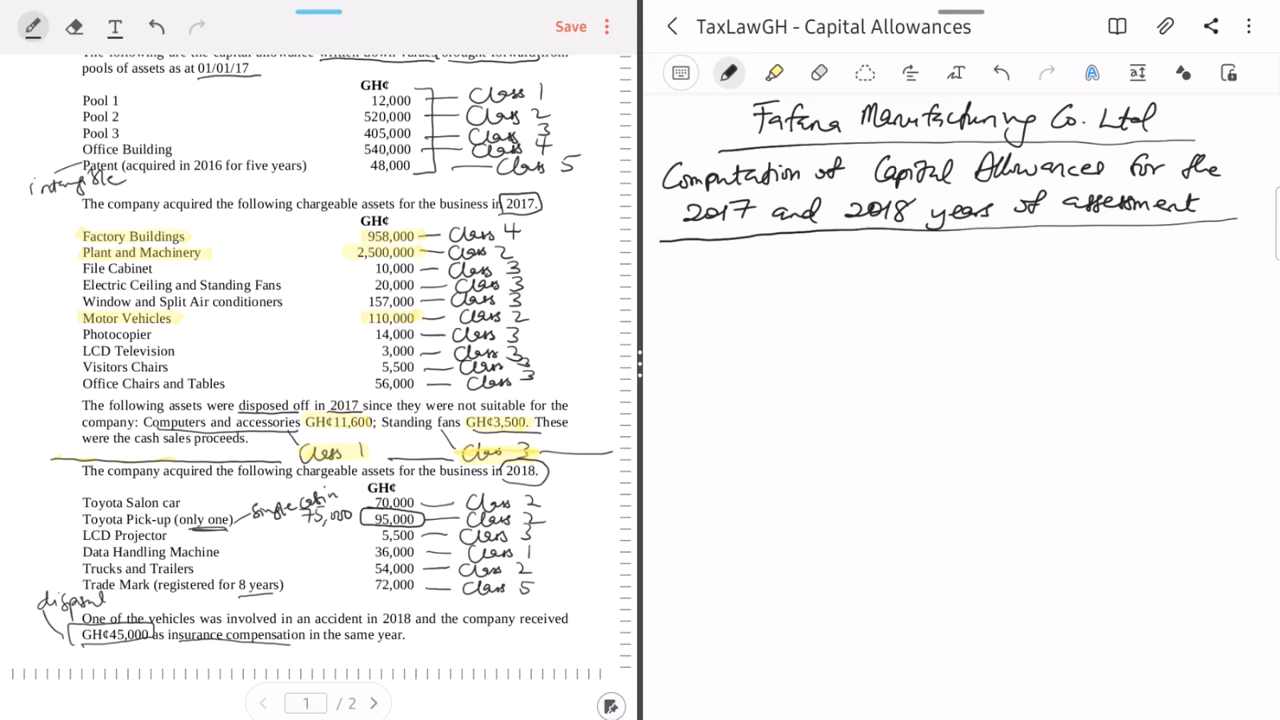 Save
The following are the capital allowance written down values brought forward from
pools of assets as at 01/01/17
GH¢
Pool 1 12,000 Class 1
Pool 2 520,000 Class 2
Pool 3 405,000 Class 3
Office Building 540,000 Class 4
Patent (acquired in 2016 for five years) 48,000 Class 5
intangible
The company acquired the following chargeable assets for the business in 2017.
GH¢
Factory Buildings 958,000 Class 4
Plant and Machinery 2,500,000 Class 2
File Cabinet 10,000 Class 3
Electric Ceiling and Standing Fans 20,000 Class 3
Window and Split Air conditioners 157,000 Class 3
Motor Vehicles 110,000 Class 2
Photocopier 14,000 Class 3
LCD Television 3,000 Class 3
Visitors Chairs 5,500 Class 3
Office Chairs and Tables 56,000 Class 3
The following assets were disposed off in 2017 since they were not suitable for the
company: Computers and accessories GH¢11,600; Standing fans GH¢3,500. These
were the cash sales proceeds.
Class 1 Class 3
The company acquired the following chargeable assets for the business in 2018.
GH¢
Toyota Salon car 70,000 Class 2
Toyota Pick-up (only one) single cabin 75,000 95,000 Class 2
LCD Projector 5,500 Class 3
Data Handling Machine 36,000 Class 1
Trucks and Trailers 54,000 Class 2
Trade Mark (registered for 8 years) 72,000 Class 5
disposal
One of the vehicles was involved in an accident in 2018 and the company received
GH¢45,000 as insurance compensation in the same year.
1 / 2
TaxLawGH - Capital Allowances
Fafana Manufacturing Co. Ltd
Computation of Capital Allowances for the
2017 and 2018 years of assessment